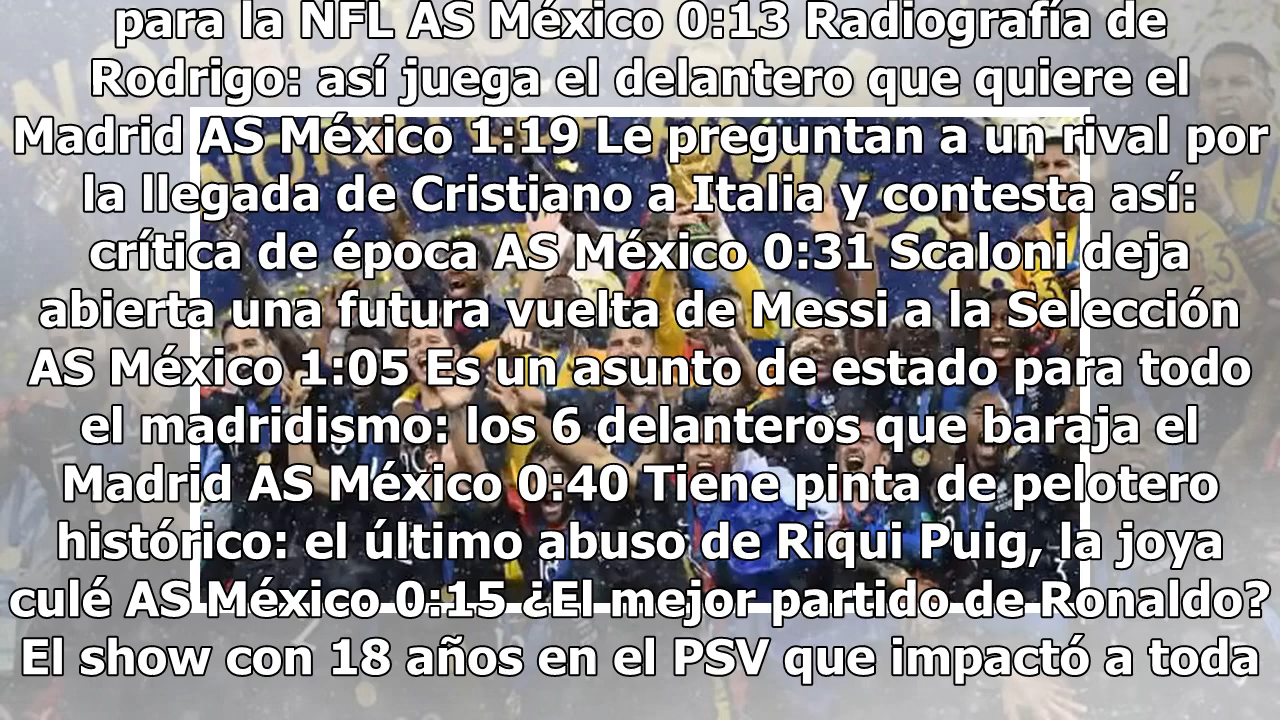 para la NFL AS México 0:13 Radiografía de
Rodrigo: así juega el delantero que quiere el
Madrid AS México 1:19 Le preguntan a un rival por
la llegada de Cristiano a Italia y contesta así:
crítica de época AS México 0:31 Scaloni deja
abierta una futura vuelta de Messi a la Selección
AS México 1:05 Es un asunto de estado para todo
el madridismo: los 6 delanteros que baraja el
Madrid AS México 0:40 Tiene pinta de pelotero
histórico: el último abuso de Riqui Puig, la joya
culé AS México 0:15 ¿El mejor partido de Ronaldo?
El show con 18 años en el PSV que impactó a toda